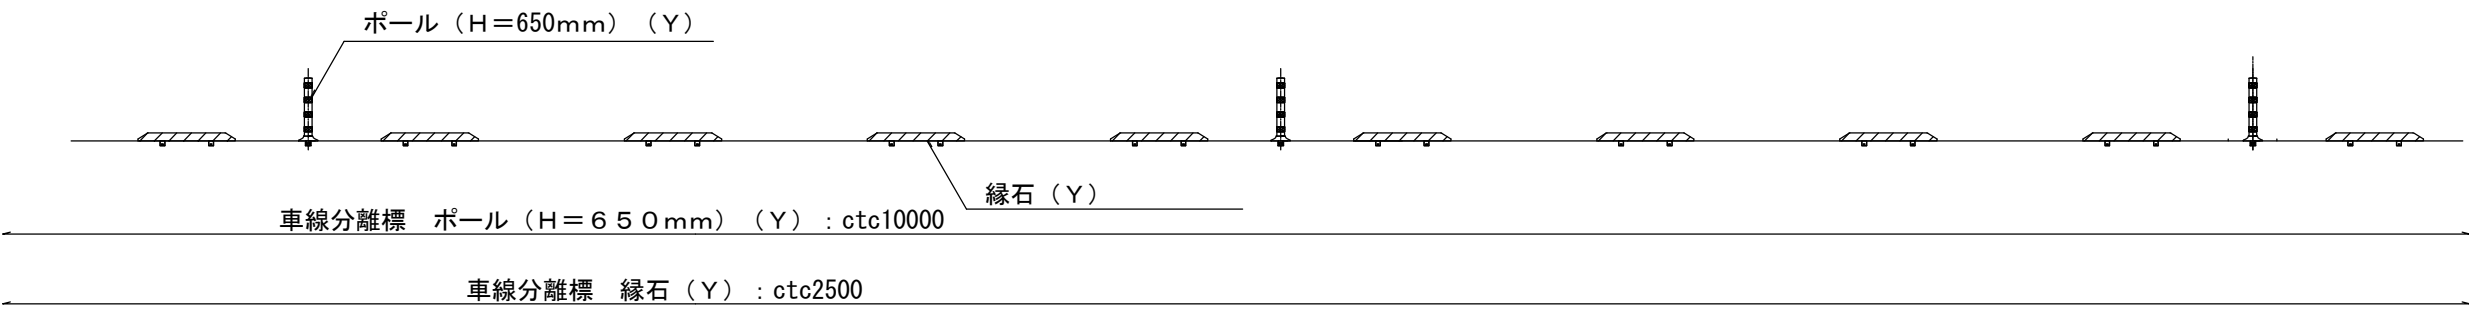 ポール（Ｈ＝650ｍｍ）（Ｙ）
縁石（Ｙ）
車線分離標　ポール（Ｈ＝６５０ｍｍ）（Ｙ）：ctc10000
車線分離標　縁石（Ｙ）：ctc2500